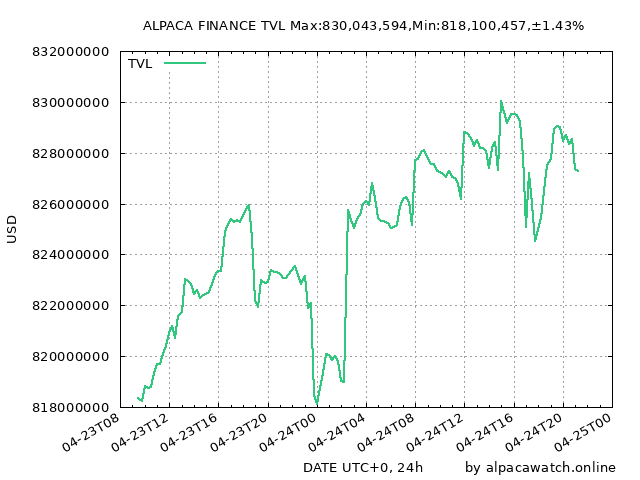 ALPACA FINANCE TVL Max:830,043,594,Min:818,100,457,±1.43%
832000000
TVL
830000000
828000000
826000000
USD
824000000
822000000
820000000
818000000
04-23T08 04-23T12 04-23T16 04-23T20 04-24T00 04-24T04 04-24T08 04-24T12 04-24T16 04-24T20 04-25T00
DATE UTC+0, 24h by alpacawatch.online